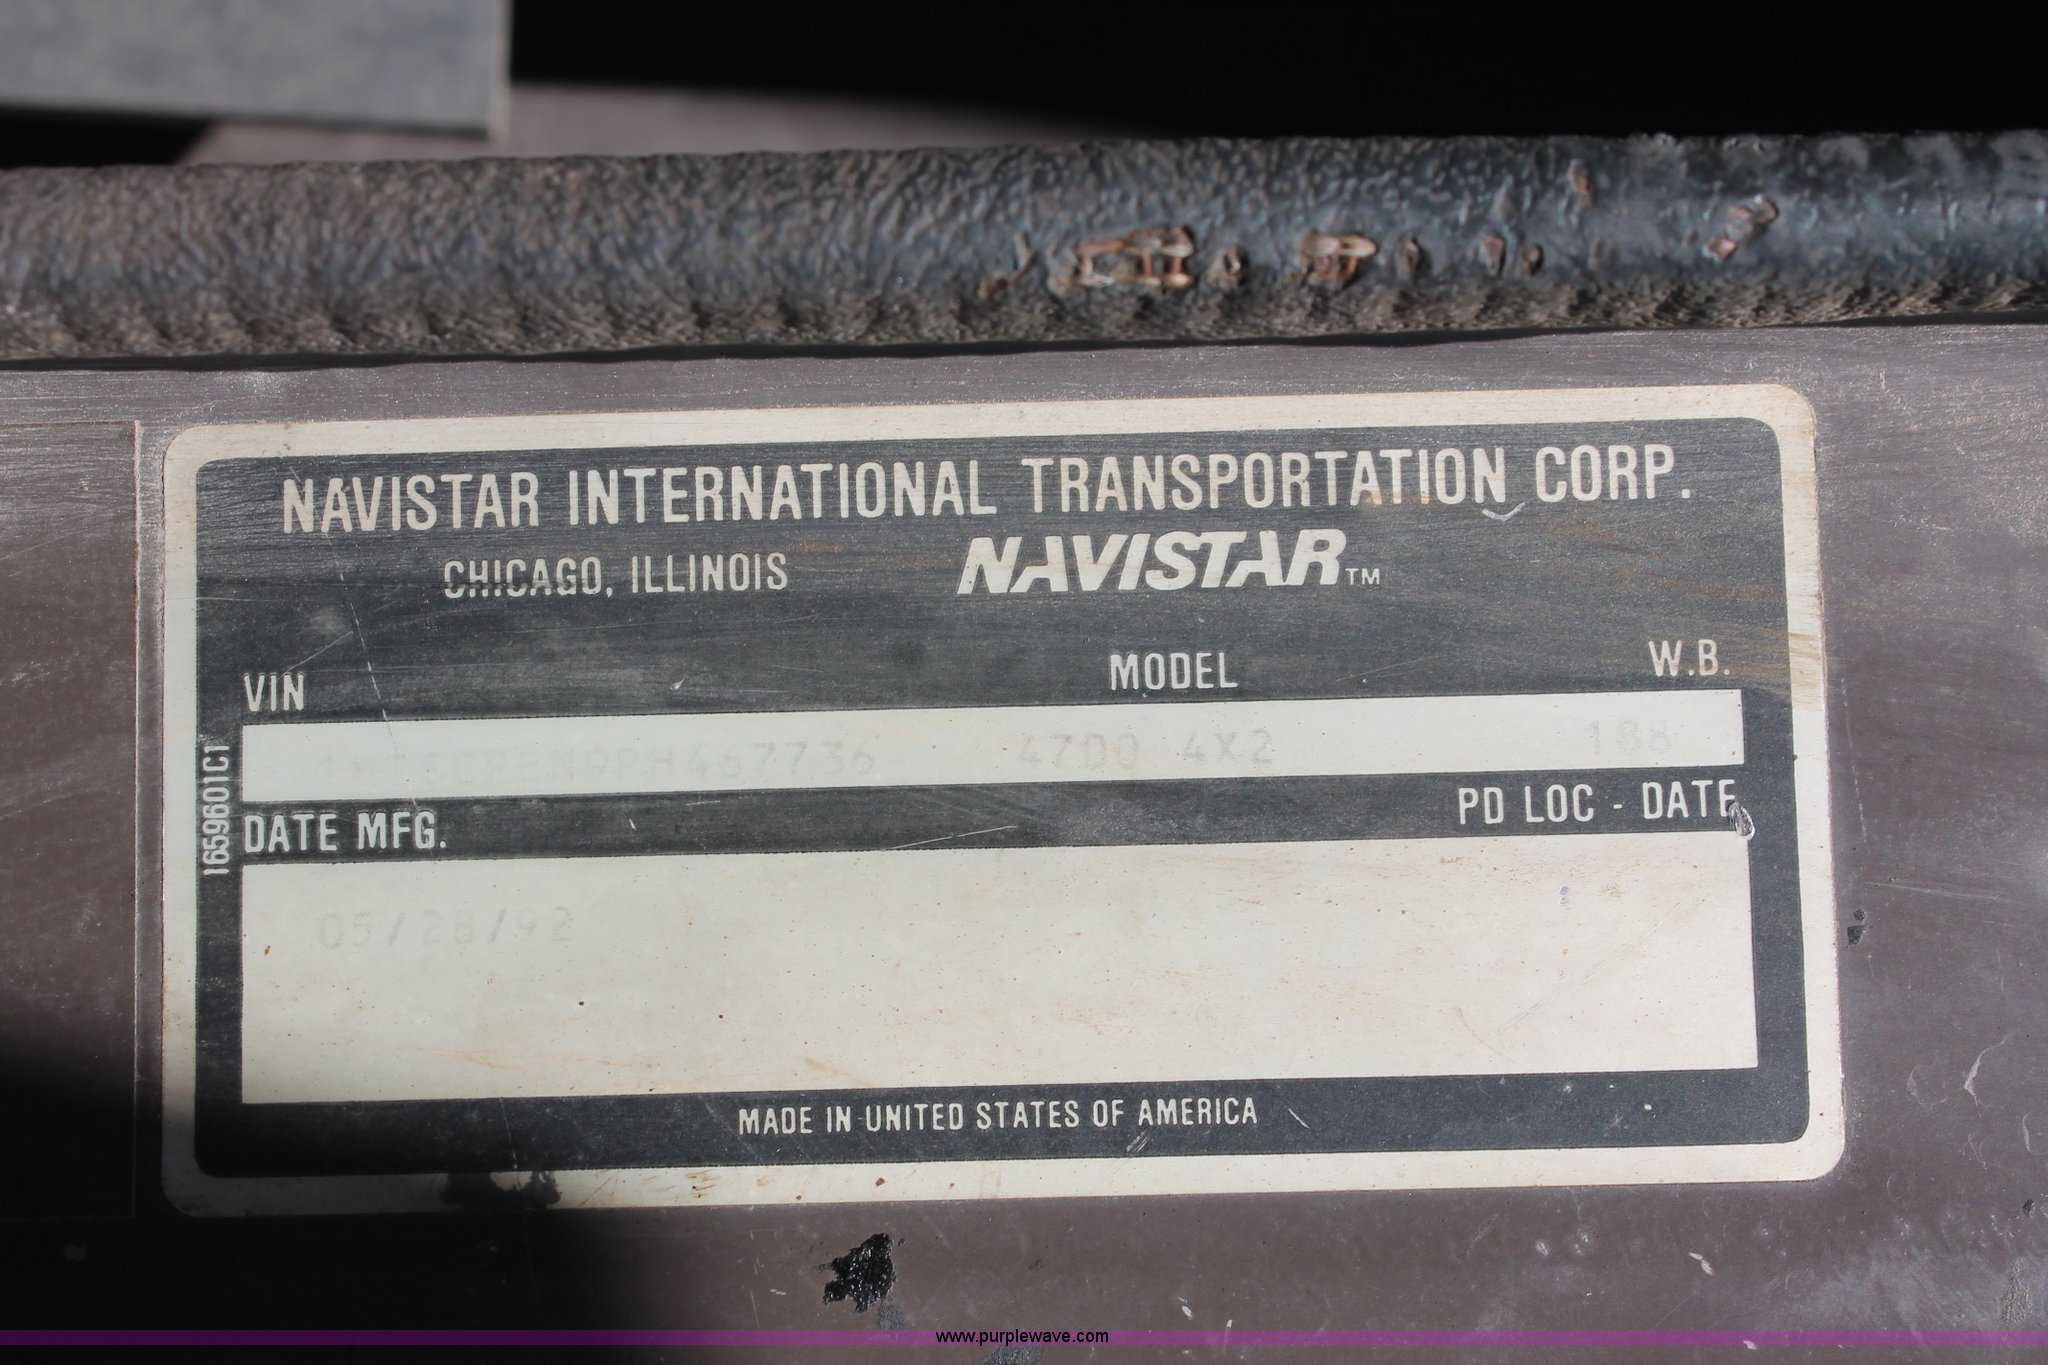 NAVISTAR INTERNATIONAL TRANSPORTATION CORP.
CHICAGO, ILLINOIS NAVISTAR™
VIN MODEL W.B.
4700 4X2
DATE MFG. PD LOC - DATE
05/28/92
1659601C1
MADE IN UNITED STATES OF AMERICA
www.purplewave.com